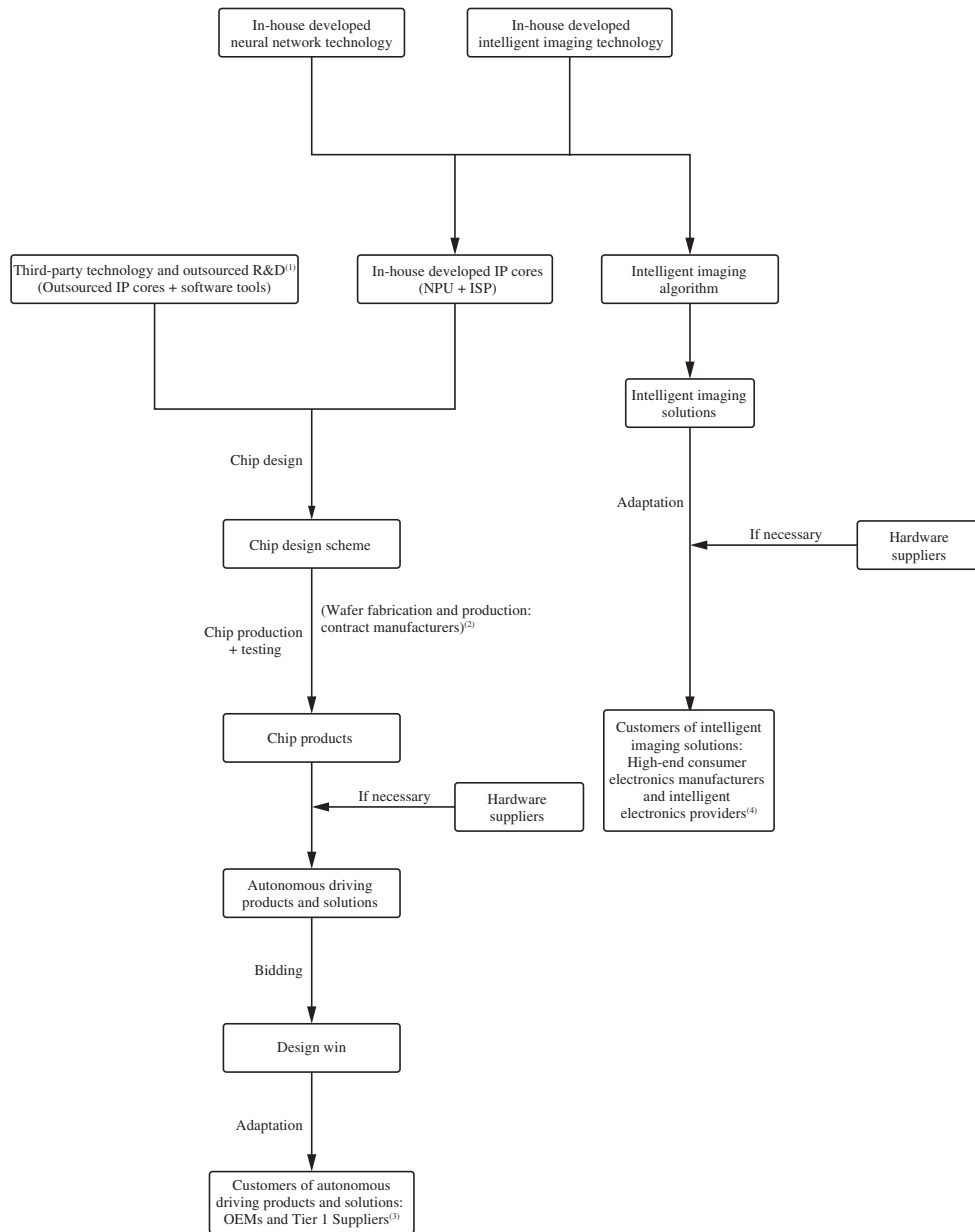 In-house developed
neural network technology
In-house developed
intelligent imaging technology
Third-party technology and outsourced R&D(1)
(Outsourced IP cores + software tools)
In-house developed IP cores
(NPU + ISP)
Intelligent imaging
algorithm
Intelligent imaging
solutions
Chip design
Adaptation
Chip design scheme
If necessary
Hardware
suppliers
(Wafer fabrication and production:
contract manufacturers)(2)
Chip production
+ testing
Chip products
Customers of intelligent
imaging solutions:
High-end consumer
electronics manufacturers
and intelligent
electronics providers(4)
If necessary
Hardware
suppliers
Autonomous driving
products and solutions
Bidding
Design win
Adaptation
Customers of autonomous
driving products and solutions:
OEMs and Tier 1 Suppliers(3)